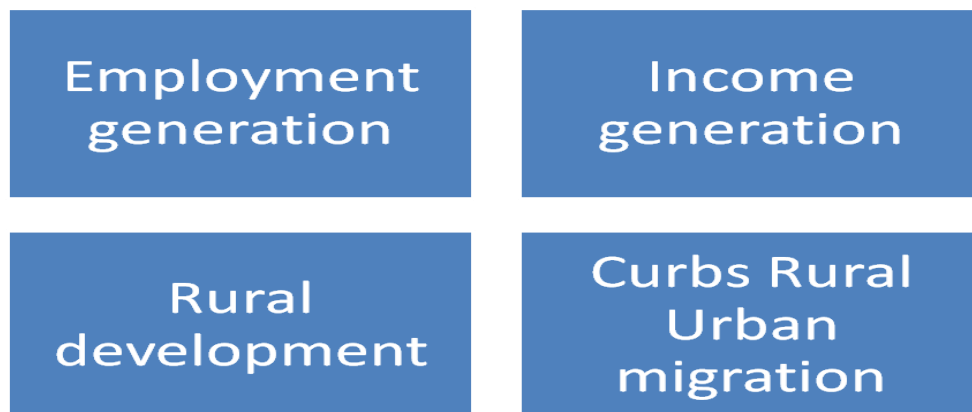 Employment
generation
Income
generation
Rural
development
Curbs Rural
Urban
migration